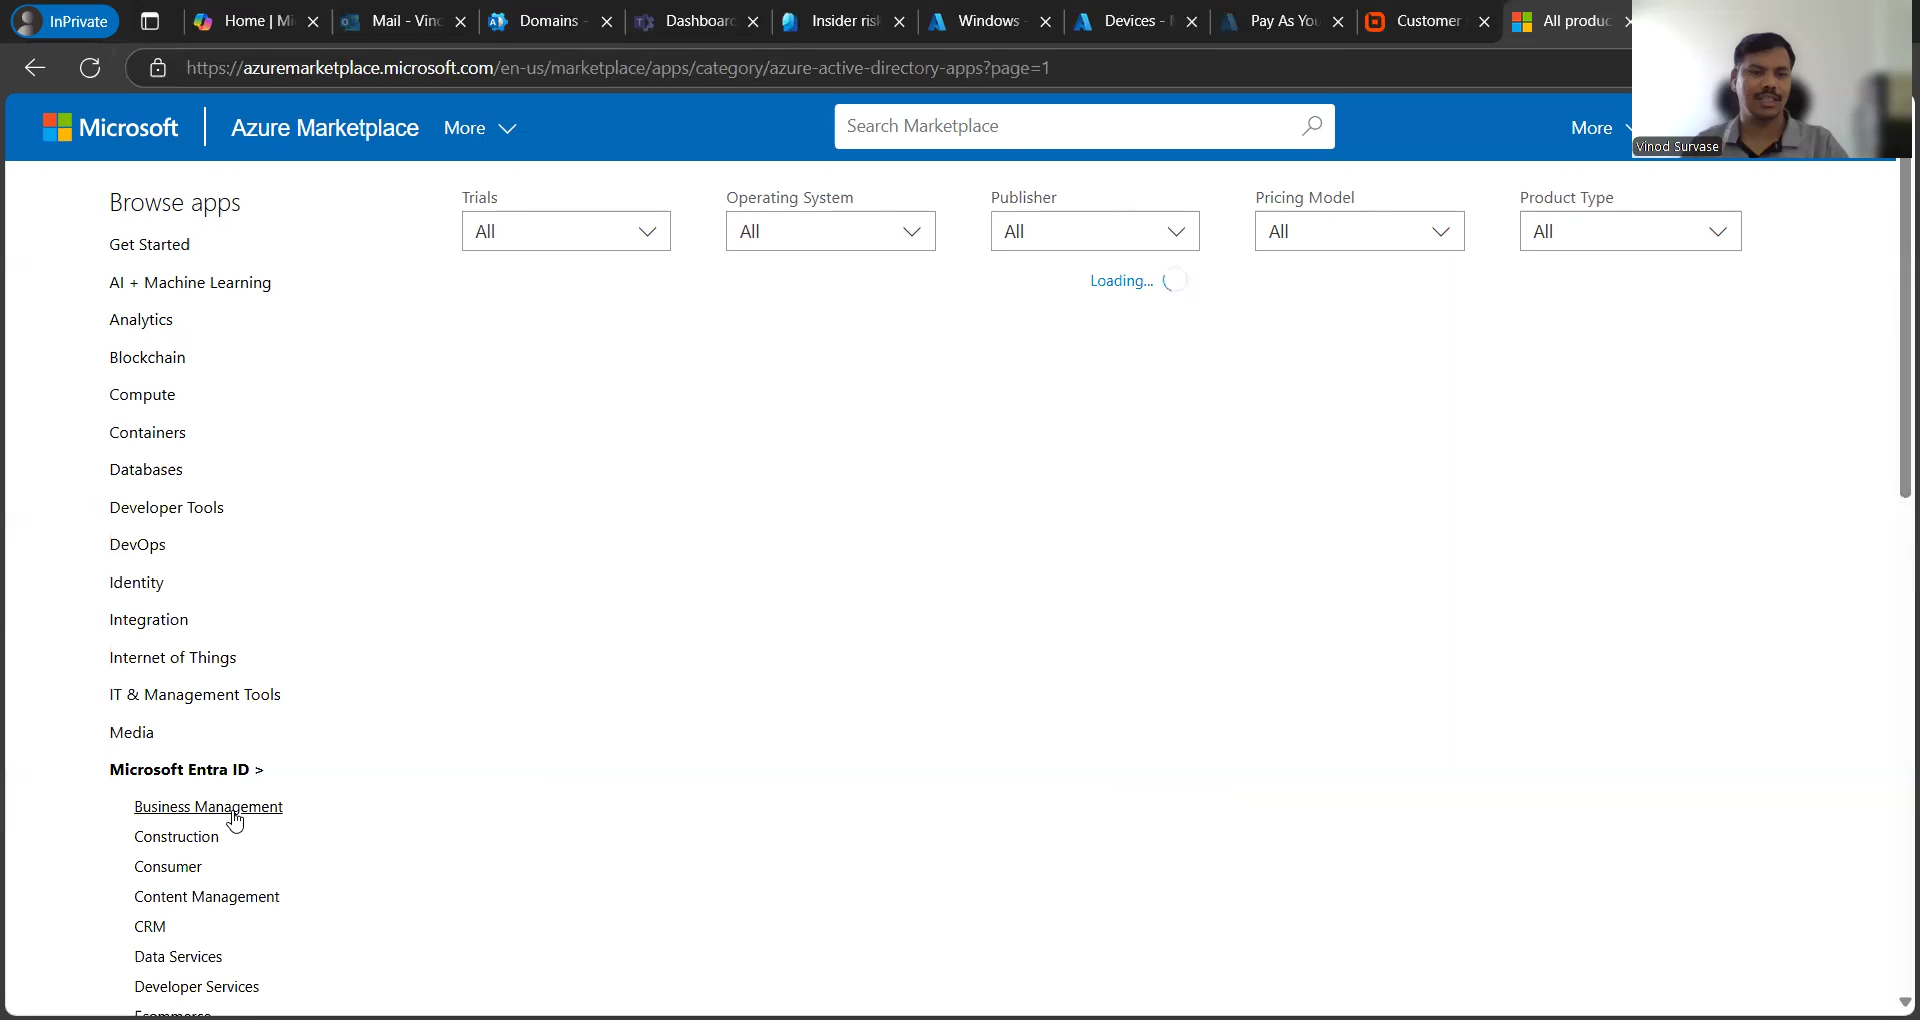 InPrivate
Home | Mi
Mail - Vinc
Domains -
Dashboard
Insider risk
Windows -
Devices - M
Pay As You
Customer
All produc
https://azuremarketplace.microsoft.com/en-us/marketplace/apps/category/azure-active-directory-apps?page=1
Microsoft
Azure Marketplace
More
Search Marketplace
More
Vinod Survase
Browse apps
Get Started
AI + Machine Learning
Analytics
Blockchain
Compute
Containers
Databases
Developer Tools
DevOps
Identity
Integration
Internet of Things
IT & Management Tools
Media
Microsoft Entra ID >
Business Management
Construction
Consumer
Content Management
CRM
Data Services
Developer Services
Ecommerce
Trials
All
Operating System
All
Publisher
All
Pricing Model
All
Product Type
All
Loading...